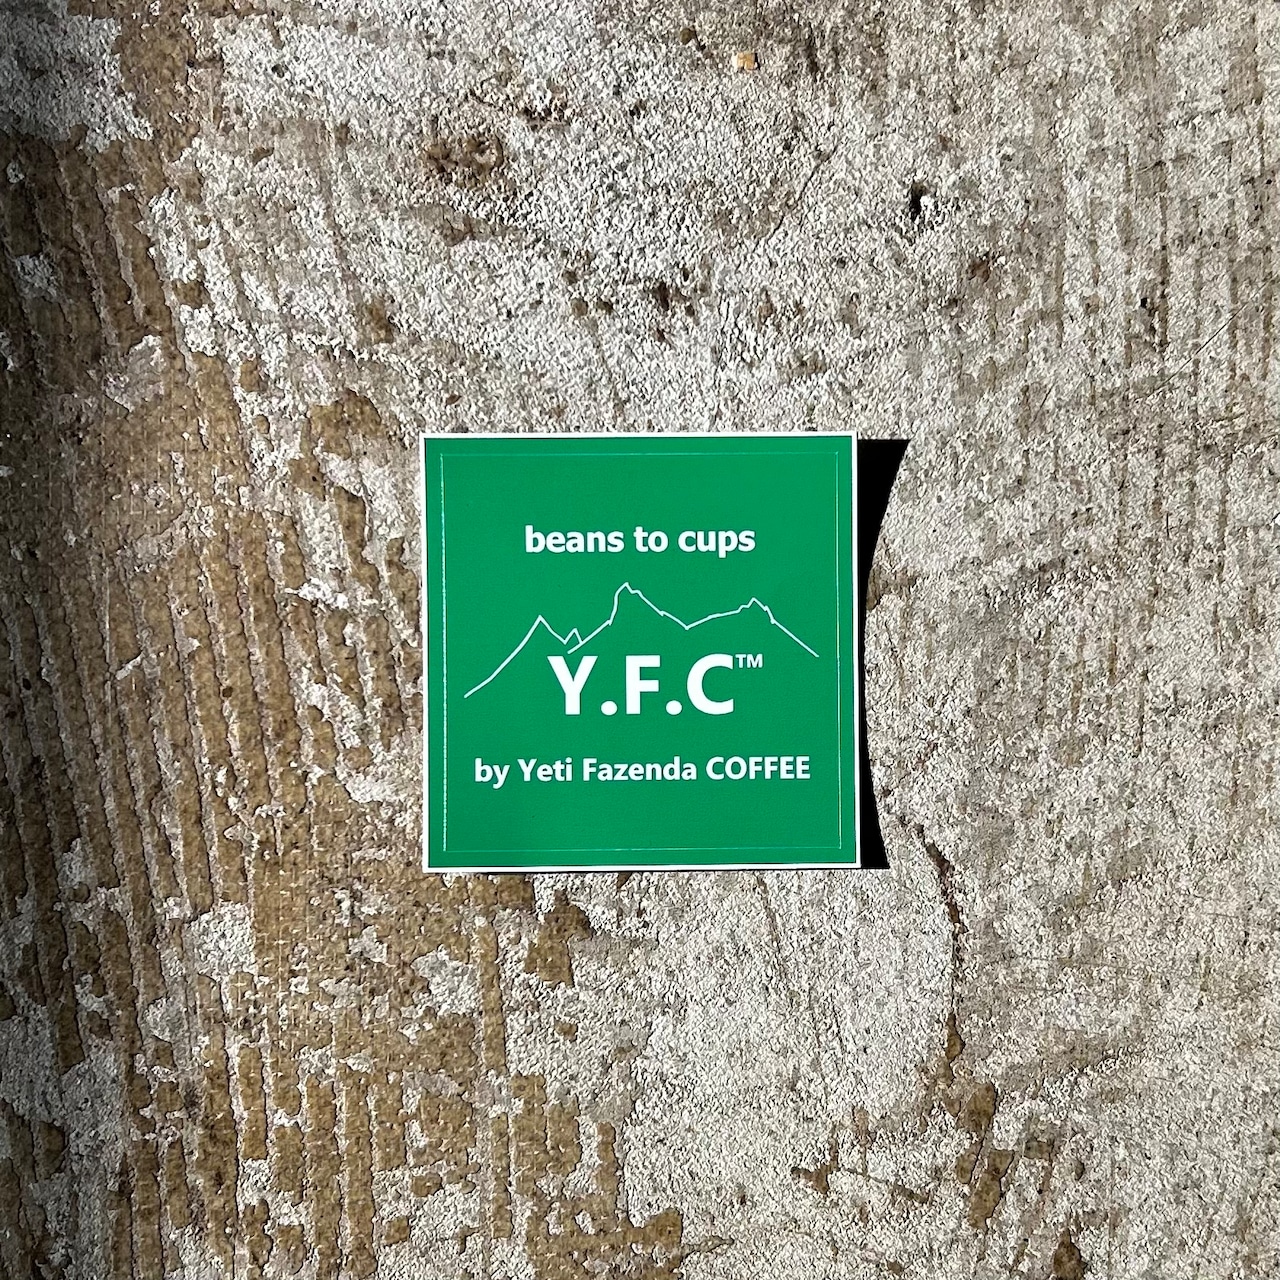 beans to cups
Y.F.C™
by Yeti Fazenda COFFEE